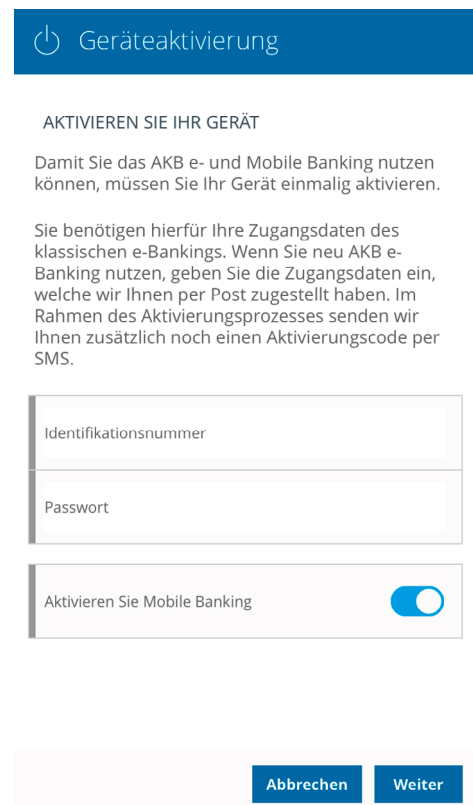 Geräteaktivierung
AKTIVIEREN SIE IHR GERÄT
Damit Sie das AKB e- und Mobile Banking nutzen
können, müssen Sie Ihr Gerät einmalig aktivieren.
Sie benötigen hierfür Ihre Zugangsdaten des
klassischen e-Bankings. Wenn Sie neu AKB e-
Banking nutzen, geben Sie die Zugangsdaten ein,
welche wir Ihnen per Post zugestellt haben. Im
Rahmen des Aktivierungsprozesses senden wir
Ihnen zusätzlich noch einen Aktivierungscode per
SMS.
Identifikationsnummer
Passwort
Aktivieren Sie Mobile Banking
Abbrechen Weiter